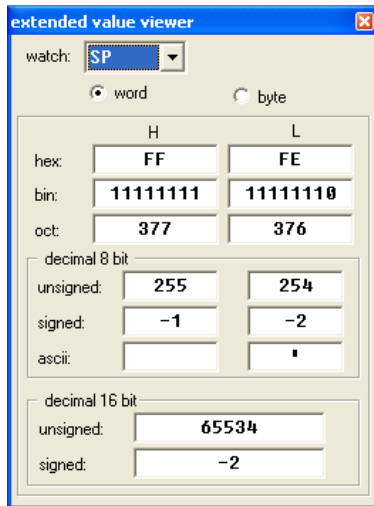 extended value viewer
watch: SP
word byte
H L
hex: FF FE
bin: 11111111 11111110
oct: 377 376
decimal 8 bit
unsigned: 255 254
signed: -1 -2
ascii: ■
decimal 16 bit
unsigned: 65534
signed: -2